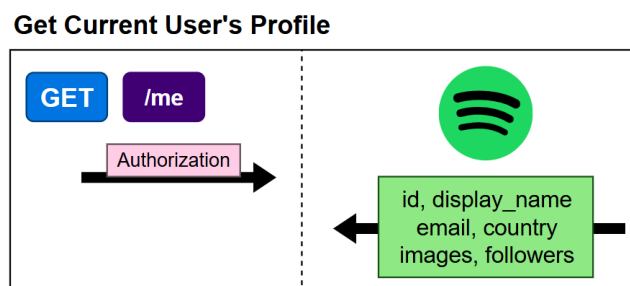 Get Current User's Profile
GET
/me
Authorization
id, display_name
email, country
images, followers